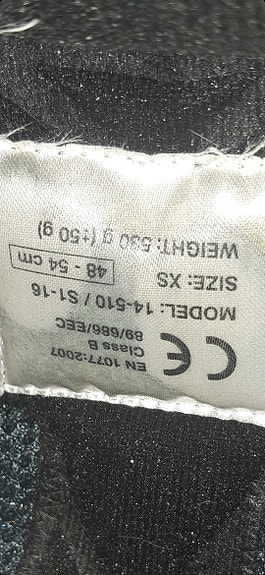 CE
EN 1077:2007
Class B
89/686/EEC
MODEL: 14-510 / S1-16
SIZE: XS 48 - 54 cm
WEIGHT: 530 g (±50 g)